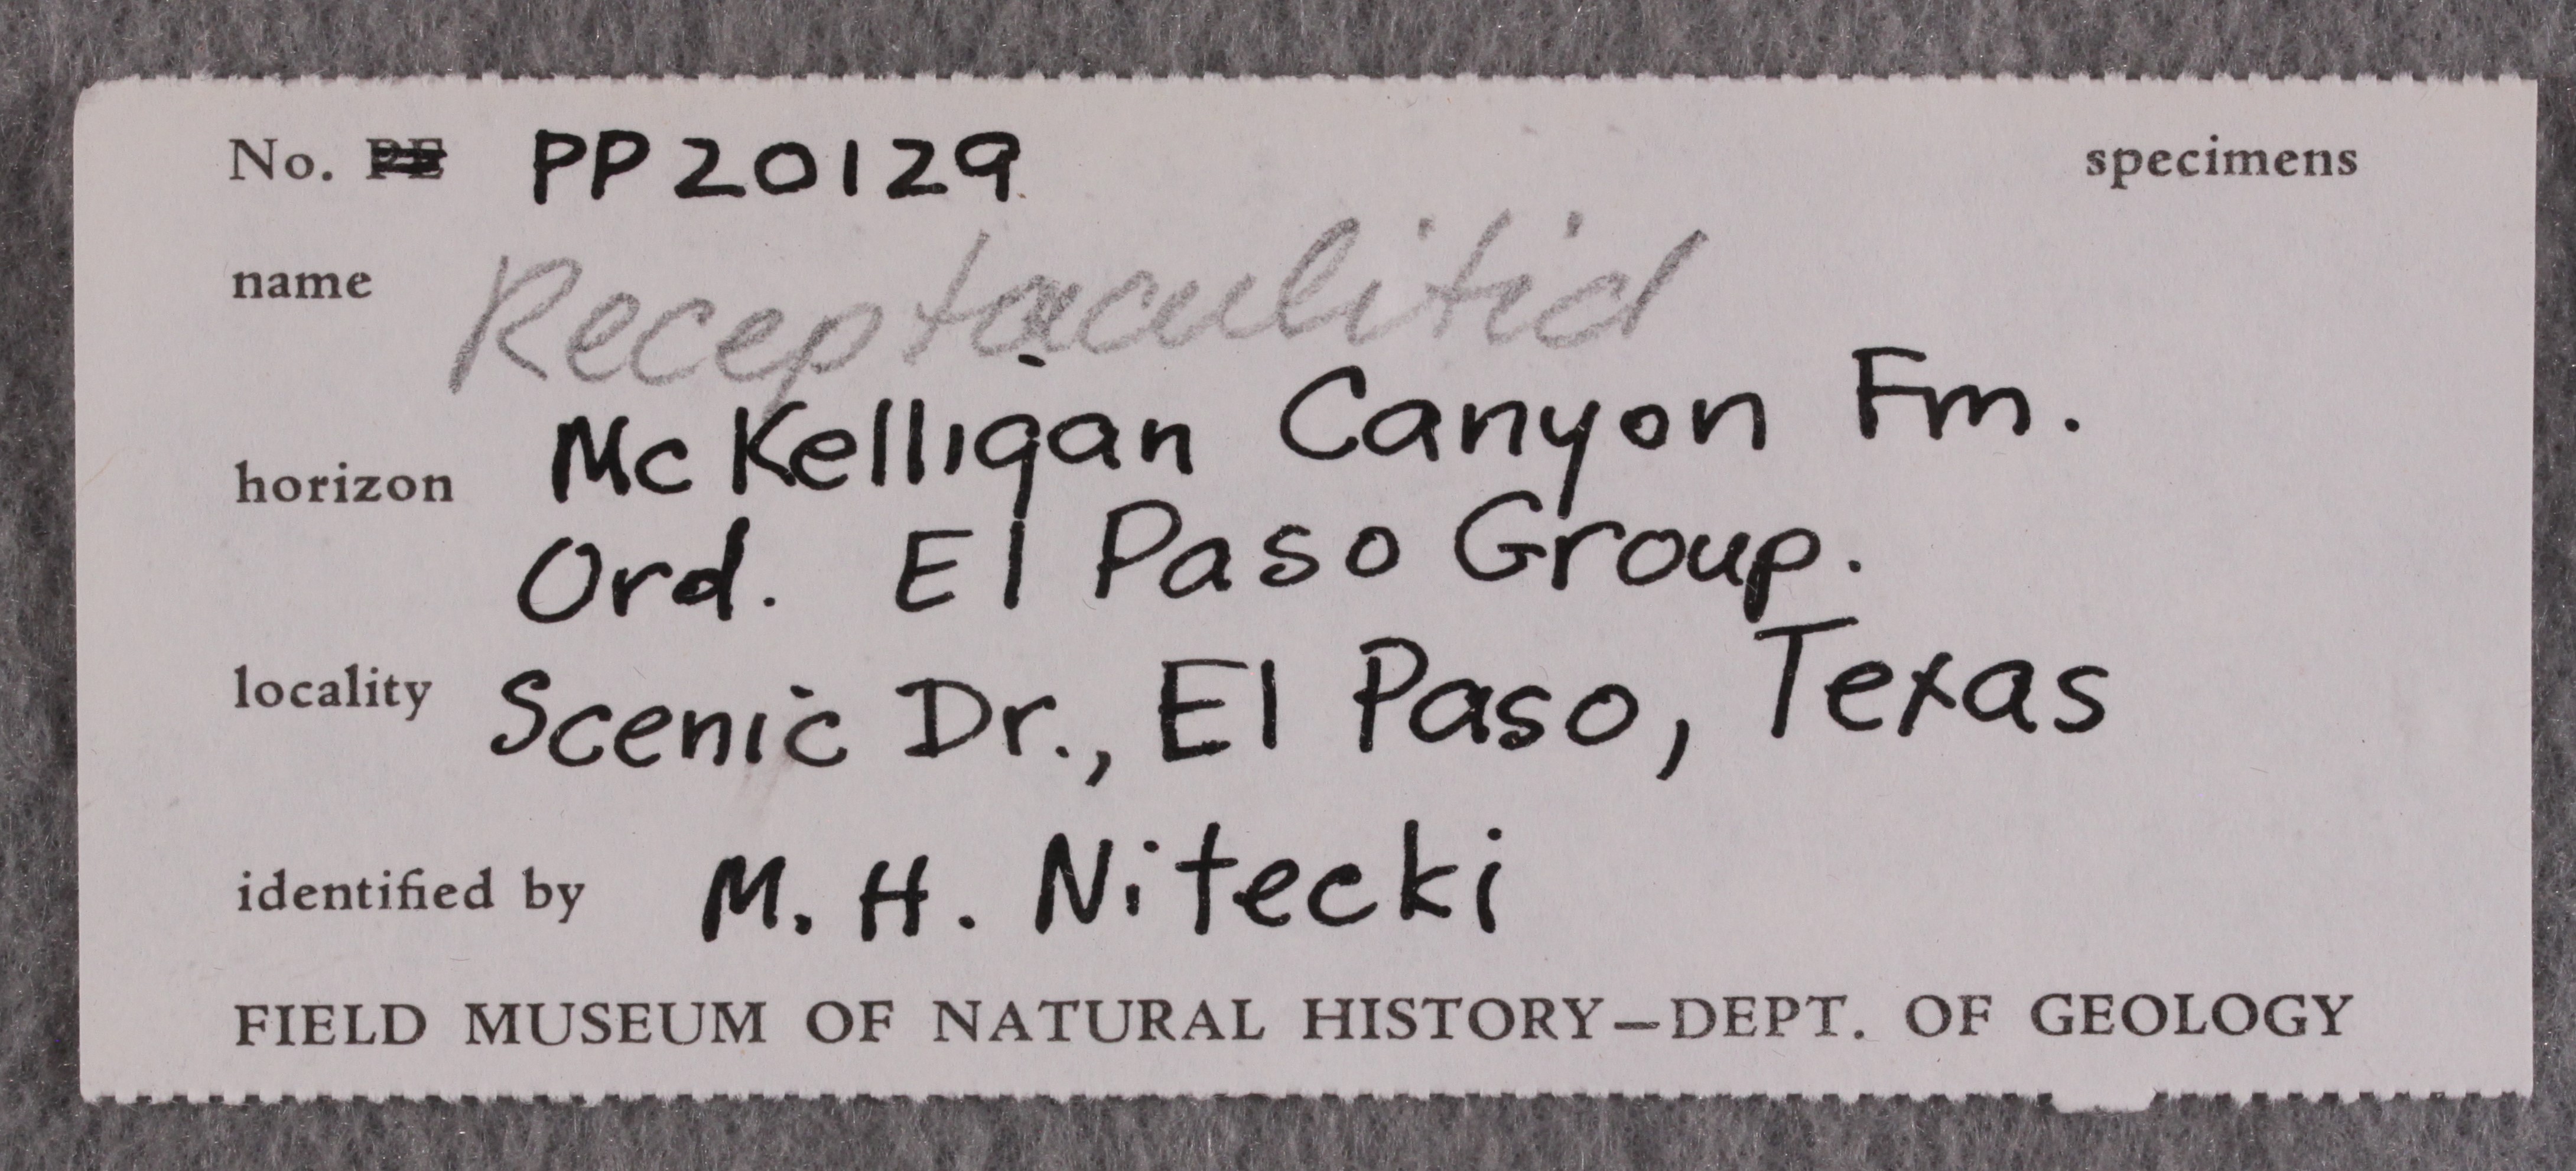 No. PE PP20129 specimens
name Receptaculitid
horizon McKelligan Canyon Fm.
Ord. El Paso Group.
locality Scenic Dr., El Paso, Texas
identified by M. H. Nitecki
FIELD MUSEUM OF NATURAL HISTORY—DEPT. OF GEOLOGY